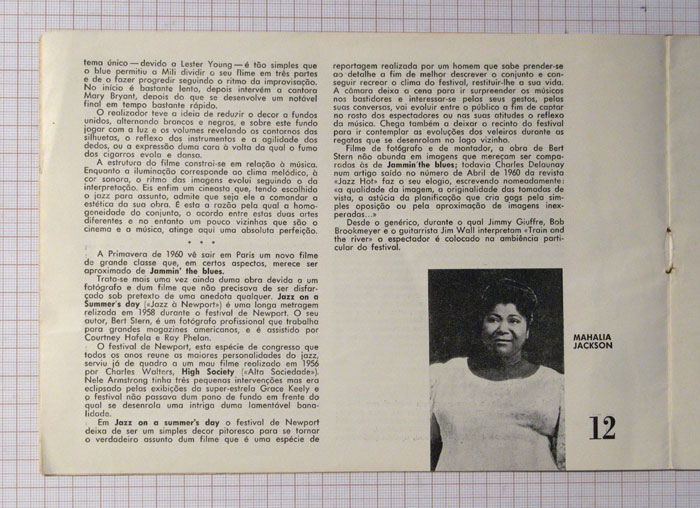 tema único — devido a Lester Young — é tão simples que
o blue permitiu a Mili dividir o seu filme em três partes
e de o fazer progredir seguindo o ritmo da improvisação.
No início é bastante lento, depois intervém a cantora
Mary Bryant, depois do que se desenvolve um notável
final em tempo bastante rápido.
O realizador teve a ideia de reduzir o decor a fundos
unidos, alternando broncos e negros, e sobre este fundo
jogar com a luz e os volumes revelando os contornos das
silhuetas, o reflexo dos instrumentos e a agilidade dos
dedos, ou a expressão duma cara à volta da qual o fumo
dos cigarros evola e dansa.
A estrutura do filme constroi-se em relação à música.
Enquanto a iluminação corresponde ao clima melódico, à
cor sonora, o ritmo das imagens evolui seguindo o da
interpretação. Eis enfim um cineasta que, tendo escolhido
o jazz para assunto, admite que seja ele a comandar a
estética da sua obra. E esta a razão pela qual a homo-
geneidade do conjunto, o acordo entre estas duas artes
diferentes e no entanto um pouco vizinhas que são o
cinema e a música, atinge aqui uma absoluta perfeição.
* * *
A Primavera de 1960 vê sair em Paris um novo filme
de grande classe que, em certos aspectos, merece ser
aproximado de Jammin' the blues.
Trata-se mais uma vez ainda duma obra devida a um
fotógrafo e dum filme que não precisava de ser disfar-
çado sob pretexto de uma anedota qualquer. Jazz on a
Summer's day («Jazz à Newport») é uma longa metragem
relizada em 1958 durante o festival de Newport. O seu
autor, Bert Stern, é um fotógrafo profissional que trabalha
para grandes magazines americanos, e é assistido por
Courtney Hafela e Ray Phelan.
O festival de Newport, esta espécie de congresso que
todos os anos reune as maiores personalidades do jazz,
serviu já de quadro a um mau filme realizado em 1956
por Charles Walters, High Society («Alta Sociedade»).
Nele Armstrong tinha três pequenas intervenções mas era
eclipsado pelas exibições da super-estrela Grace Keely e
o festival não passava dum pano de fundo em frente do
qual se desenrola uma intriga duma lamentável bana-
lidade.
Em Jazz on a summer's day o festival de Newport
deixa de ser um simples decor pitoresco para se tornar
o verdadeiro assunto dum filme que é uma espécie de
reportagem realizada por um homem que sabe prender-se
ao detalhe a fim de melhor descrever o conjunto e con-
seguir recrear o clima do festival, restituir-lhe a sua vida.
A câmara deixa a cena para ir surpreender os músicos
nos bastidores e interessar-se pelos seus gestos, pelas
suas conversas, vai evoluir entre o público a fim de captar
no rosto dos espectadores ou nas suas atitudes o reflexo
da música. Chega também a deixar o recinto do festival
para ir contemplar as evoluções dos veleiros durante as
regatas que se desenrolam no lago vizinho.
Filme de fotógrafo e de montador, a obra de Bert
Stern não abunda em imagens que mereçam ser compa-
radas às de Jammin'the blues; todavia Charles Delaunay
num artigo saído no número de Abril de 1960 da revista
«Jazz Hot» faz o seu elogio, escrevendo nomeadamente:
«a qualidade da imagem, a originalidade das tomadas de
vista, a astúcia da planificação que cria gags pela sim-
ples oposição ou pela aproximação de imagens ines-
peradas...»
Desde o genérico, durante o qual Jimmy Giuffre, Bob
Brookmeyer e o guitarrista Jim Wall interpretam «Train and
the river» o espectador é colocado na ambiência parti-
cular do festival.
MAHALIA
JACKSON
12